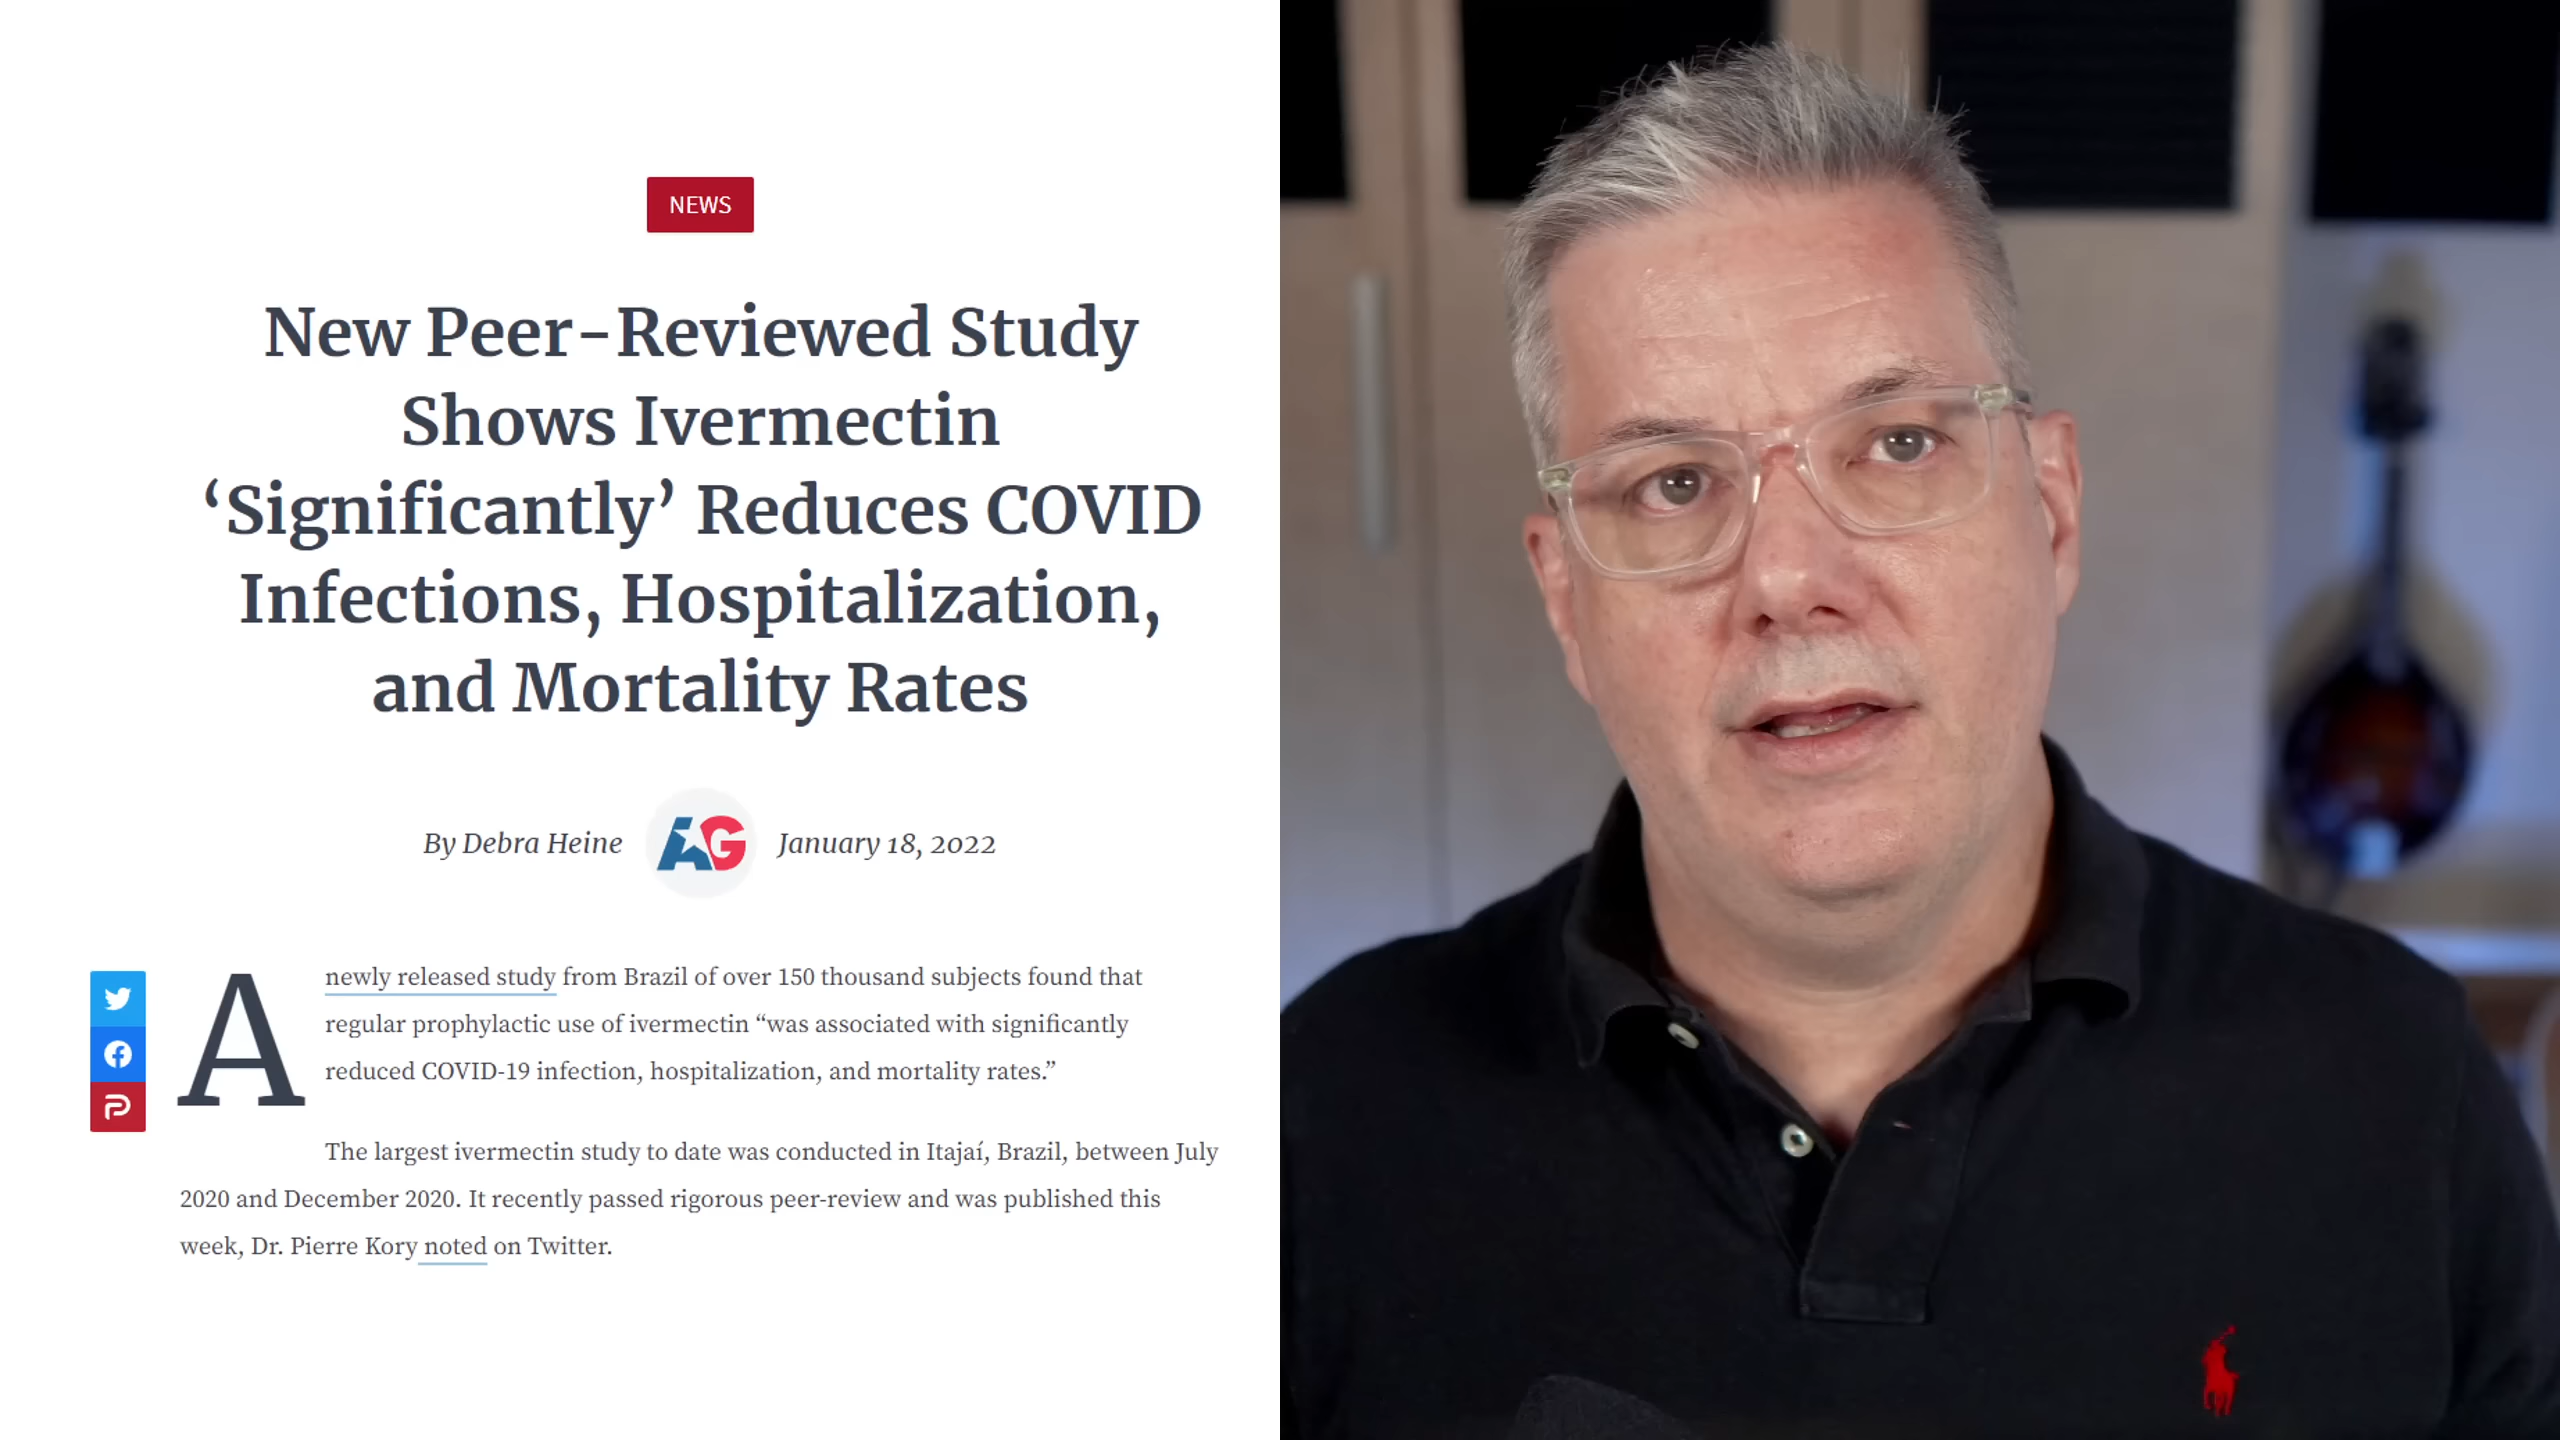 NEWS
New Peer-Reviewed Study
Shows Ivermectin
‘Significantly’ Reduces COVID
Infections, Hospitalization,
and Mortality Rates
By Debra Heine AG January 18, 2022
A newly released study from Brazil of over 150 thousand subjects found that
regular prophylactic use of ivermectin “was associated with significantly
reduced COVID-19 infection, hospitalization, and mortality rates.”
The largest ivermectin study to date was conducted in Itajaí, Brazil, between July
2020 and December 2020. It recently passed rigorous peer-review and was published this
week, Dr. Pierre Kory noted on Twitter.